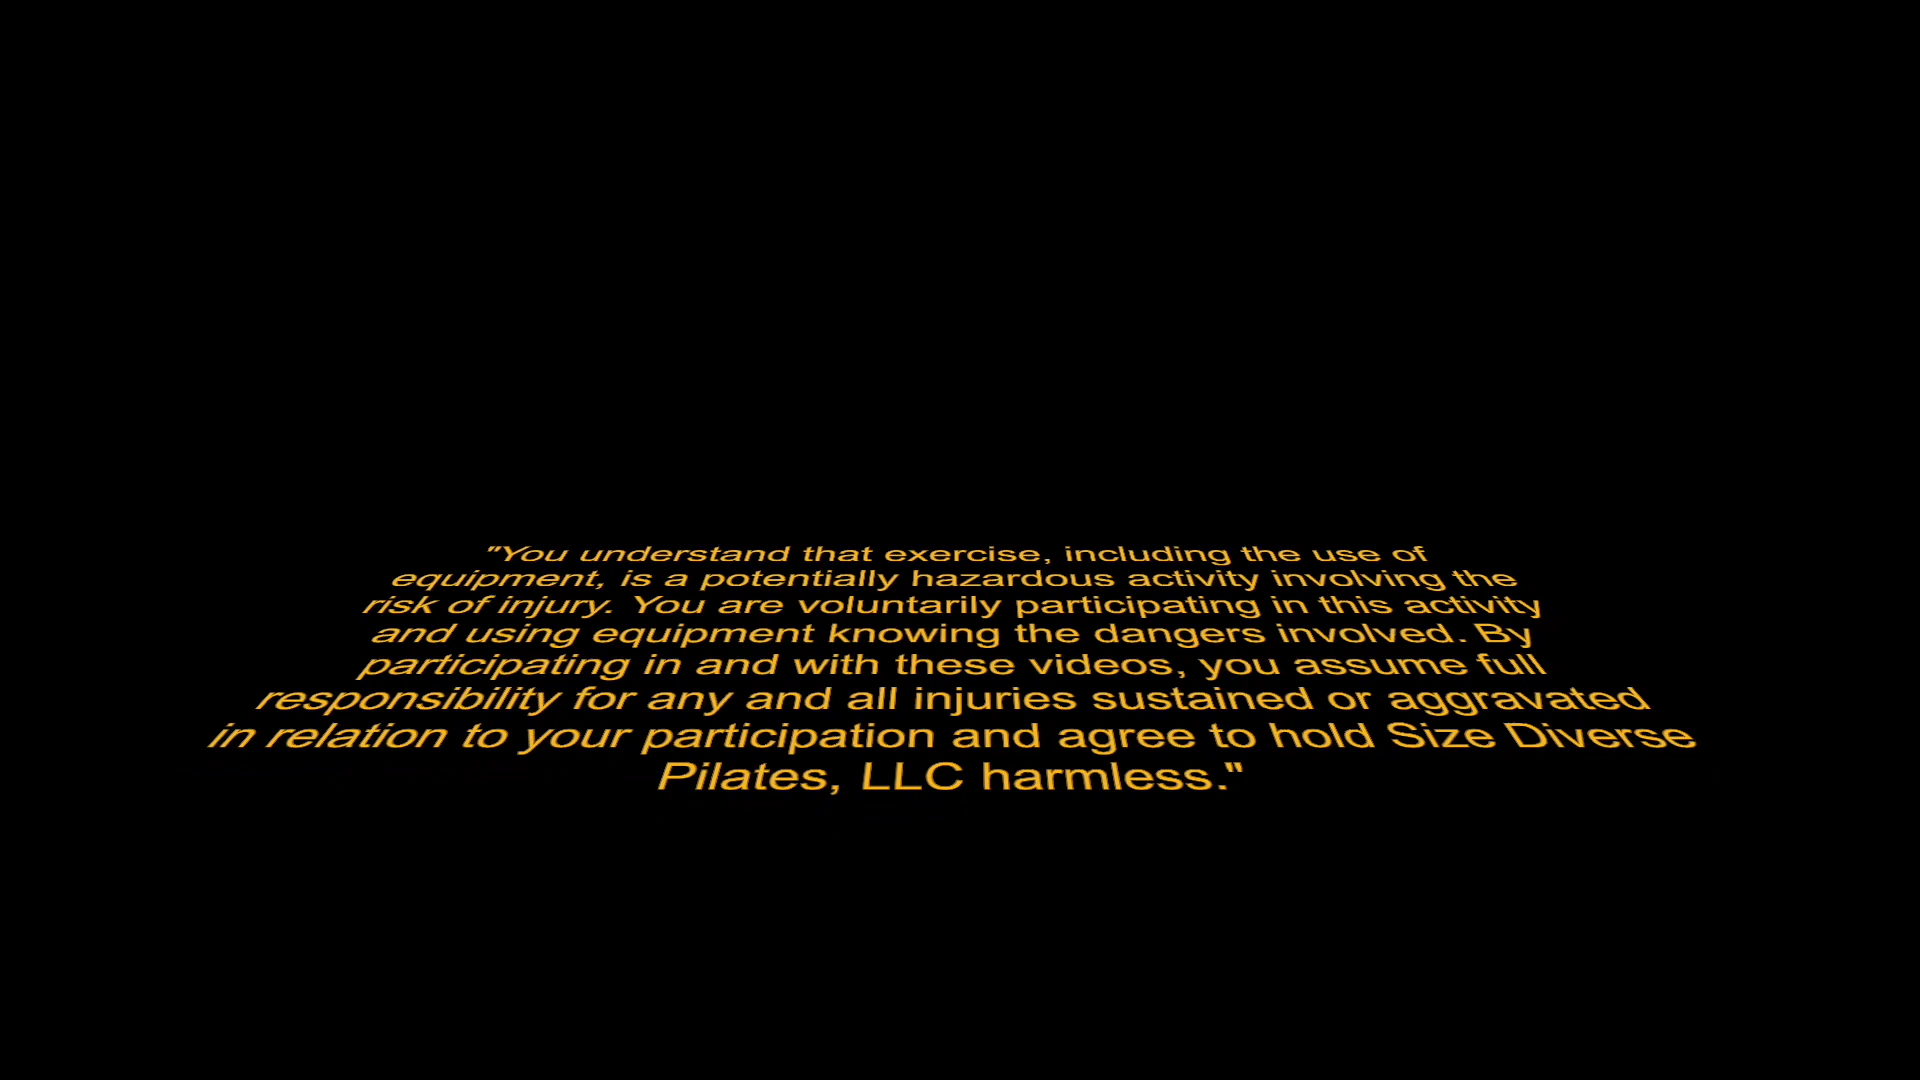 "You understand that exercise, including the use of
equipment, is a potentially hazardous activity involving the
risk of injury. You are voluntarily participating in this activity
and using equipment knowing the dangers involved. By
participating in and with these videos, you assume full
responsibility for any and all injuries sustained or aggravated
in relation to your participation and agree to hold Size Diverse
Pilates, LLC harmless."